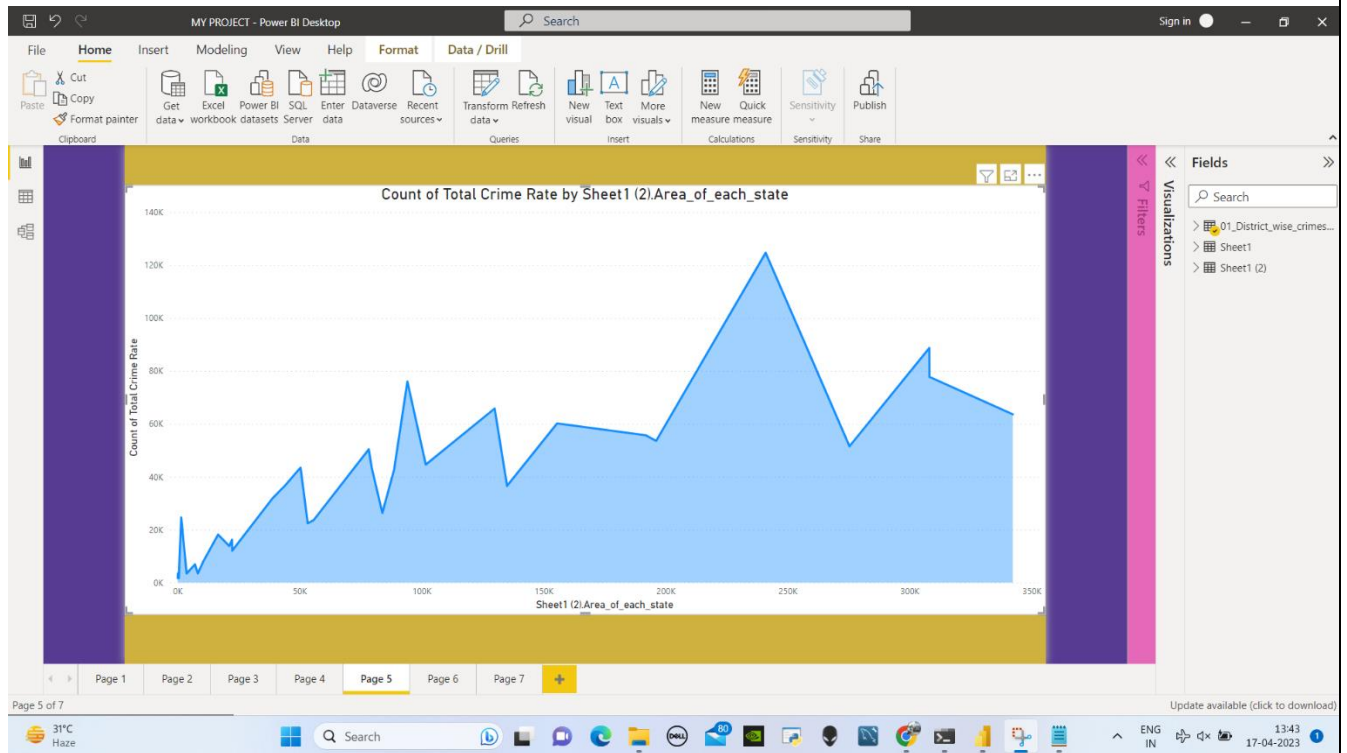 MY PROJECT - Power BI Desktop
Search
Sign in
File Home Insert Modeling View Help Format Data / Drill
Paste
Cut
Copy
Format painter
Clipboard
Get data
Excel workbook
Power BI datasets
SQL Server
Enter data
Dataverse
Recent sources
Data
Transform data
Refresh
Queries
New visual
Text box
More visuals
Insert
New measure
Quick measure
Calculations
Sensitivity
Sensitivity
Publish
Share
Count of Total Crime Rate by Sheet1 (2).Area_of_each_state
Count of Total Crime Rate
140K
120K
100K
80K
60K
40K
20K
0K
0K 50K 100K 150K 200K 250K 300K 350K
Sheet1 (2).Area_of_each_state
Filters
Visualizations
Fields
Search
01_District_wise_crimes...
Sheet1
Sheet1 (2)
Page 1 Page 2 Page 3 Page 4 Page 5 Page 6 Page 7
Page 5 of 7
Update available (click to download)
31°C
Haze
Search
DELL
80
ENG
IN
13:43
17-04-2023
1